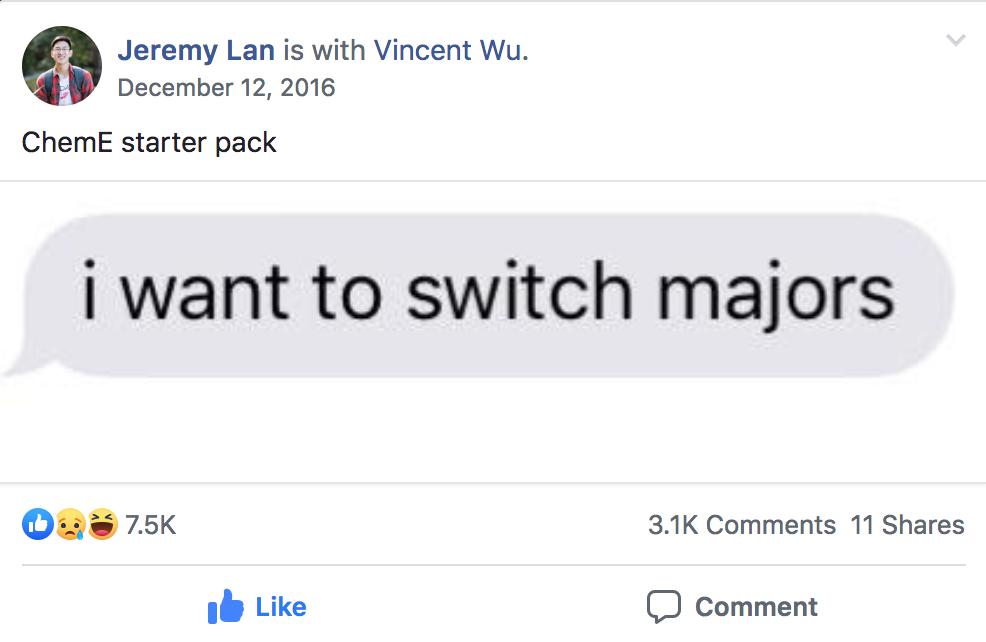 Jeremy Lan is with Vincent Wu.
December 12, 2016
ChemE starter pack
i want to switch majors
7.5K
3.1K Comments 11 Shares
Like
Comment